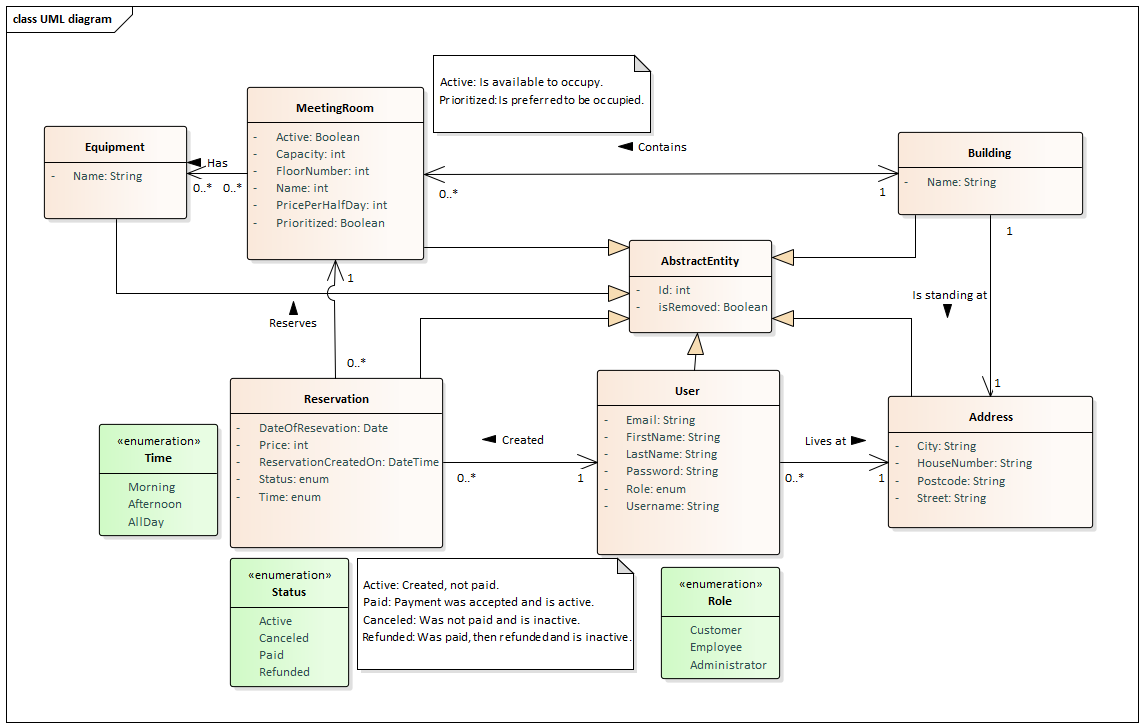 class UML diagram
Active: Is available to occupy.
Prioritized: Is preferred to be occupied.
MeetingRoom
- Active: Boolean
- Capacity: int
- FloorNumber: int
- Name: int
- PricePerHalfDay: int
- Prioritized: Boolean
Equipment
- Name: String
Has
0..* 0..*
Contains
0..*
1
Building
- Name: String
AbstractEntity
- Id: int
- isRemoved: Boolean
1
Is standing at
1
1
Reserves
0..*
Reservation
- DateOfResevation: Date
- Price: int
- ReservationCreatedOn: DateTime
- Status: enum
- Time: enum
Created
0..*
1
User
- Email: String
- FirstName: String
- LastName: String
- Password: String
- Role: enum
- Username: String
Lives at
0..*
1
Address
- City: String
- HouseNumber: String
- Postcode: String
- Street: String
«enumeration»
Time
Morning
Afternoon
AllDay
«enumeration»
Status
Active
Canceled
Paid
Refunded
Active: Created, not paid.
Paid: Payment was accepted and is active.
Canceled: Was not paid and is inactive.
Refunded: Was paid, then refunded and is inactive.
«enumeration»
Role
Customer
Employee
Administrator